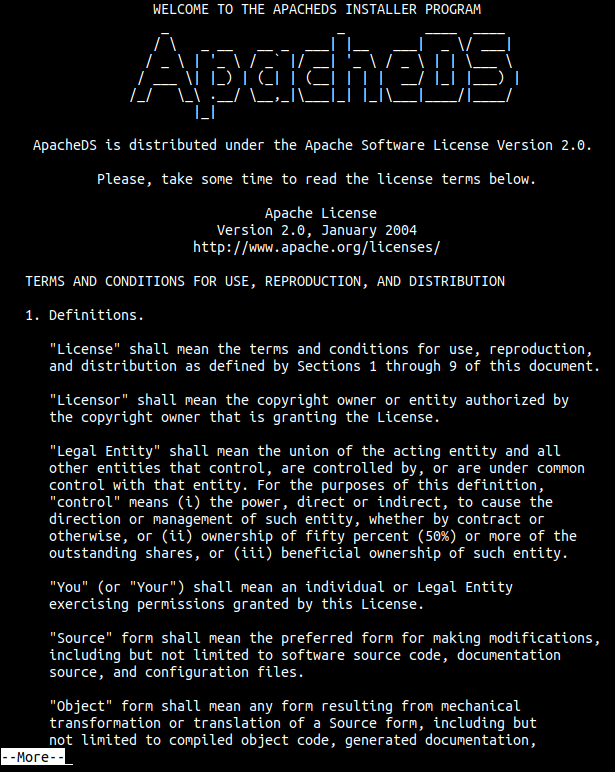 WELCOME TO THE APACHEDS INSTALLER PROGRAM
ApacheDS
ApacheDS is distributed under the Apache Software License Version 2.0.
Please, take some time to read the license terms below.
Apache License
Version 2.0, January 2004
http://www.apache.org/licenses/
TERMS AND CONDITIONS FOR USE, REPRODUCTION, AND DISTRIBUTION
1. Definitions.
"License" shall mean the terms and conditions for use, reproduction,
and distribution as defined by Sections 1 through 9 of this document.
"Licensor" shall mean the copyright owner or entity authorized by
the copyright owner that is granting the License.
"Legal Entity" shall mean the union of the acting entity and all
other entities that control, are controlled by, or are under common
control with that entity. For the purposes of this definition,
"control" means (i) the power, direct or indirect, to cause the
direction or management of such entity, whether by contract or
otherwise, or (ii) ownership of fifty percent (50%) or more of the
outstanding shares, or (iii) beneficial ownership of such entity.
"You" (or "Your") shall mean an individual or Legal Entity
exercising permissions granted by this License.
"Source" form shall mean the preferred form for making modifications,
including but not limited to software source code, documentation
source, and configuration files.
"Object" form shall mean any form resulting from mechanical
transformation or translation of a Source form, including but
not limited to compiled object code, generated documentation,
--More--